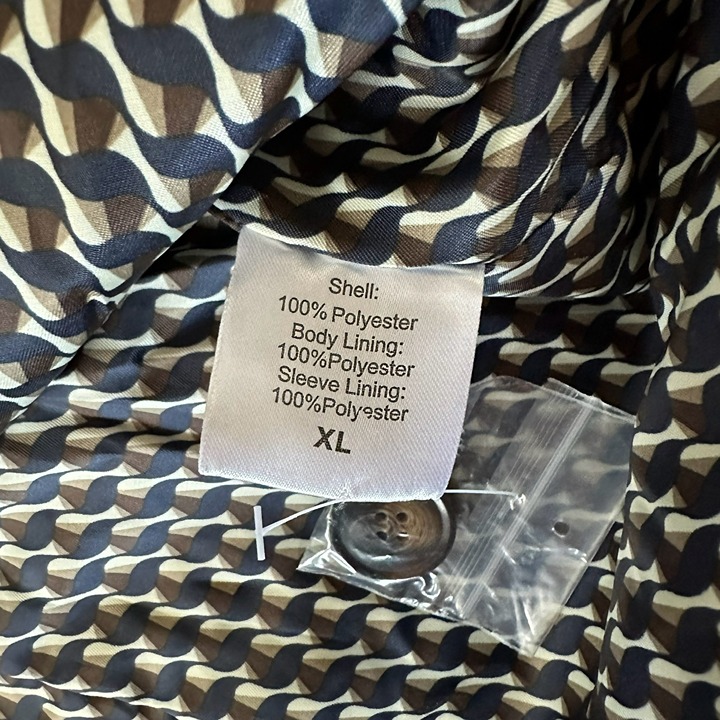 Shell:
100% Polyester
Body Lining:
100%Polyester
Sleeve Lining:
100%Polyester
XL